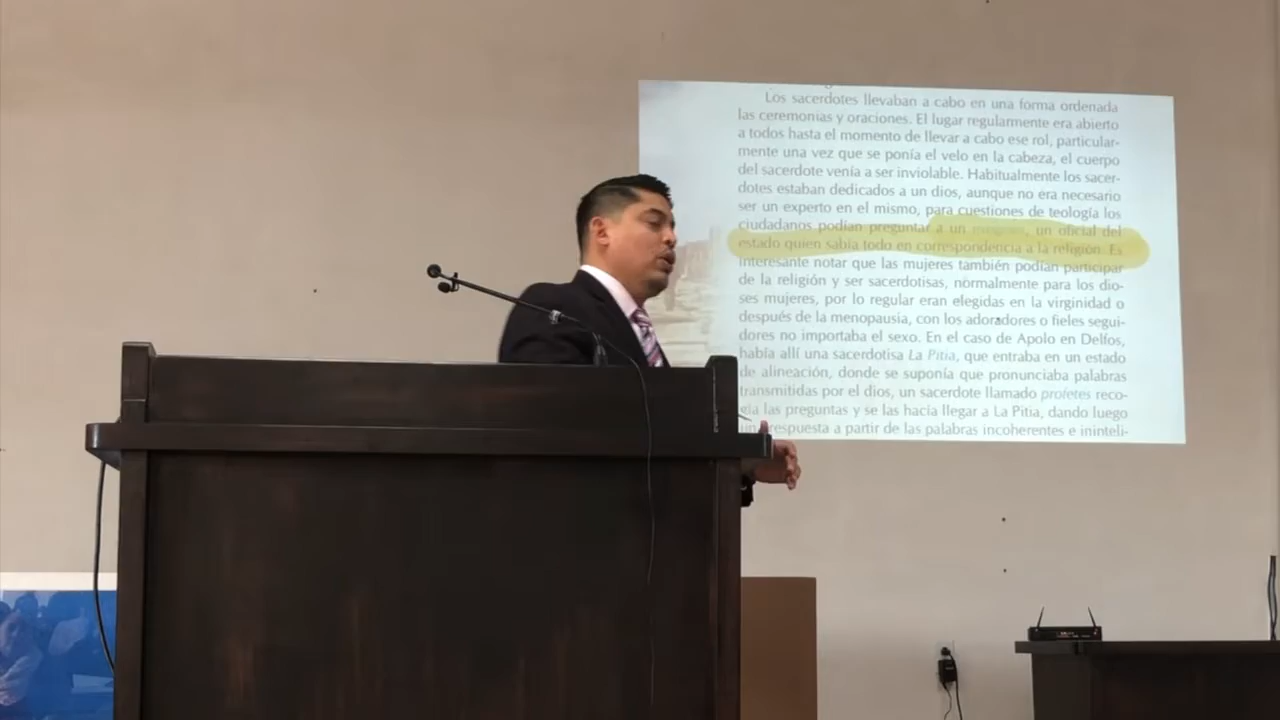 Los sacerdotes llevaban a cabo en una forma ordenada
las ceremonias y oraciones. El lugar regularmente era abierto
a todos hasta el momento de llevar a cabo ese rol, particular-
mente una vez que se ponía el velo en la cabeza, el cuerpo
del sacerdote venía a ser inviolable. Habitualmente los sacer-
dotes estaban dedicados a un dios, aunque no era necesario
ser un experto en el mismo, para cuestiones de teología los
ciudadanos podían preguntar a un , un oficial del
estado quien sabía todo en correspondencia a la religión. Es
interesante notar que las mujeres también podían participar
de la religión y ser sacerdotisas, normalmente para los dio-
ses mujeres, por lo regular eran elegidas en la virginidad o
después de la menopausia, con los adoradores o fieles segui-
dores no importaba el sexo. En el caso de Apolo en Delfos,
había allí una sacerdotisa La Pitia, que entraba en un estado
de alineación, donde se suponía que pronunciaba palabras
transmitidas por el dios, un sacerdote llamado profetes reco-
gía las preguntas y se las hacía llegar a La Pitia, dando luego
una respuesta a partir de las palabras incoherentes e ininteli-